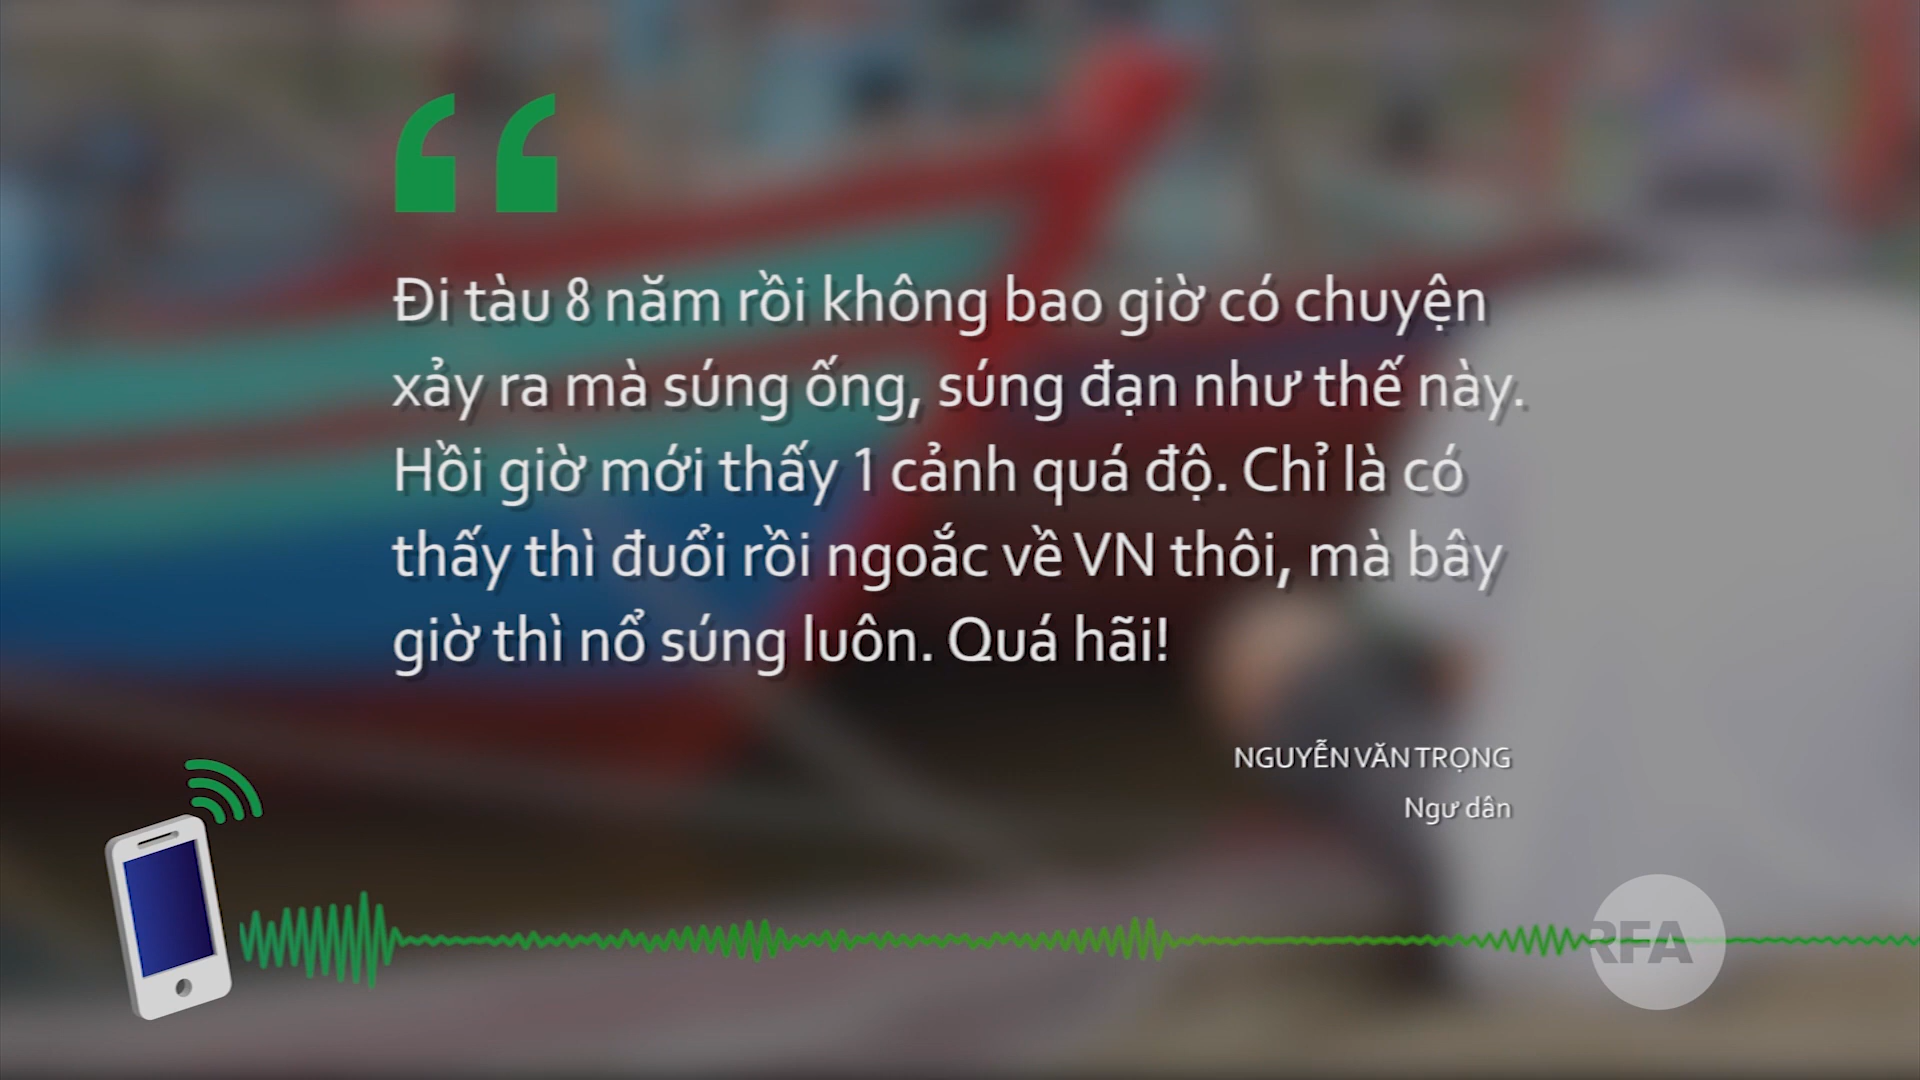 Đi tàu 8 năm rồi không bao giờ có chuyện
xảy ra mà súng ống, súng đạn như thế này.
Hồi giờ mới thấy 1 cảnh quá độ. Chỉ là có
thấy thì đuổi rồi ngoắc về VN thôi, mà bây
giờ thì nổ súng luôn. Quá hãi!
NGUYỄN VĂN TRỌNG
Ngư dân
RFA